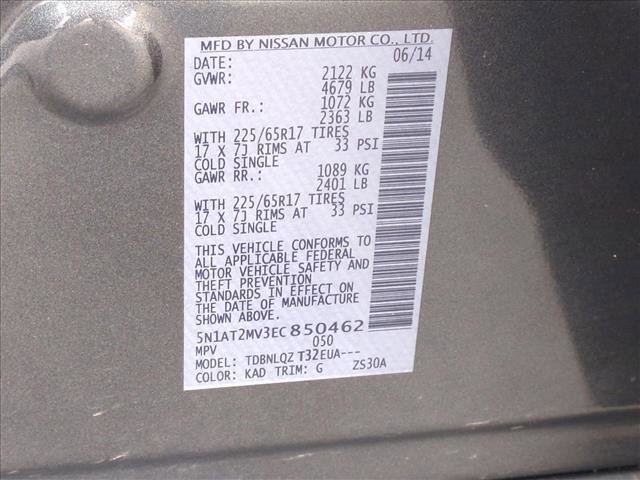 MFD BY NISSAN MOTOR CO., LTD.
DATE: 06/14
GVWR: 2122 KG
4679 LB
GAWR FR.: 1072 KG
2363 LB
WITH 225/65R17 TIRES
17 X 7J RIMS AT 33 PSI
COLD SINGLE
GAWR RR.: 1089 KG
2401 LB
WITH 225/65R17 TIRES
17 X 7J RIMS AT 33 PSI
COLD SINGLE
THIS VEHICLE CONFORMS TO
ALL APPLICABLE FEDERAL
MOTOR VEHICLE SAFETY AND
THEFT PREVENTION
STANDARDS IN EFFECT ON
THE DATE OF MANUFACTURE
SHOWN ABOVE.
5N1AT2MV3EC850462
MPV 050
MODEL: TDBNLQZ T32EUA---
COLOR: KAD TRIM: G ZS30A